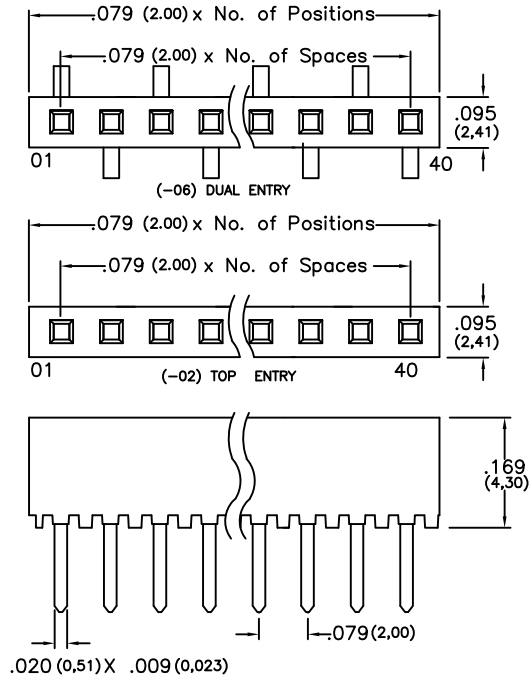 .079 (2.00) x No. of Positions
.079 (2.00) x No. of Spaces
.095
(2,41)
01
40
(-06) DUAL ENTRY
.079 (2.00) x No. of Positions
.079 (2.00) x No. of Spaces
.095
(2,41)
01
40
(-02) TOP ENTRY
.169
(4,30)
.079 (2,00)
.020 (0,51) X .009 (0,023)